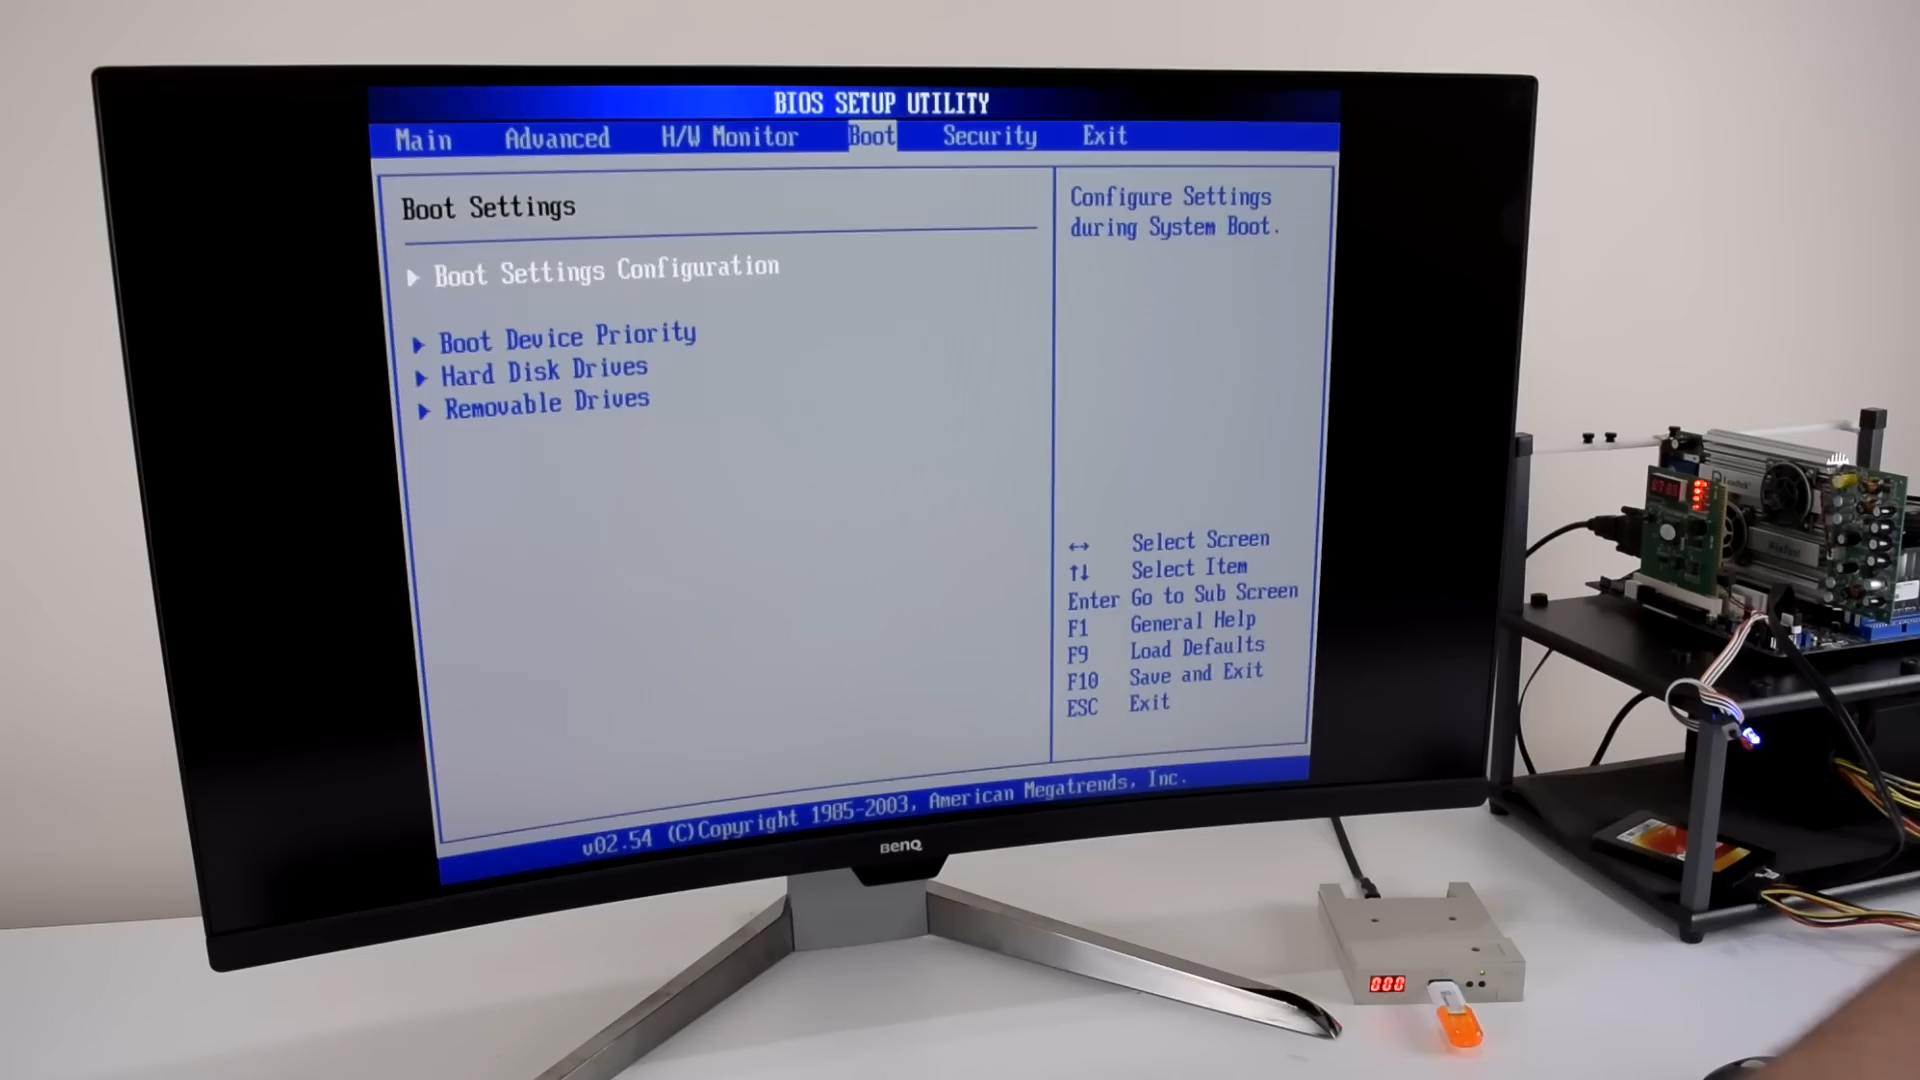 BIOS SETUP UTILITY
Main Advanced H/W Monitor Boot Security Exit
Boot Settings
Boot Settings Configuration
Boot Device Priority
Hard Disk Drives
Removable Drives
Configure Settings
during System Boot.
↔ Select Screen
↑↓ Select Item
Enter Go to Sub Screen
F1 General Help
F9 Load Defaults
F10 Save and Exit
ESC Exit
v02.54 (C)Copyright 1985-2003, American Megatrends, Inc.
BenQ
000